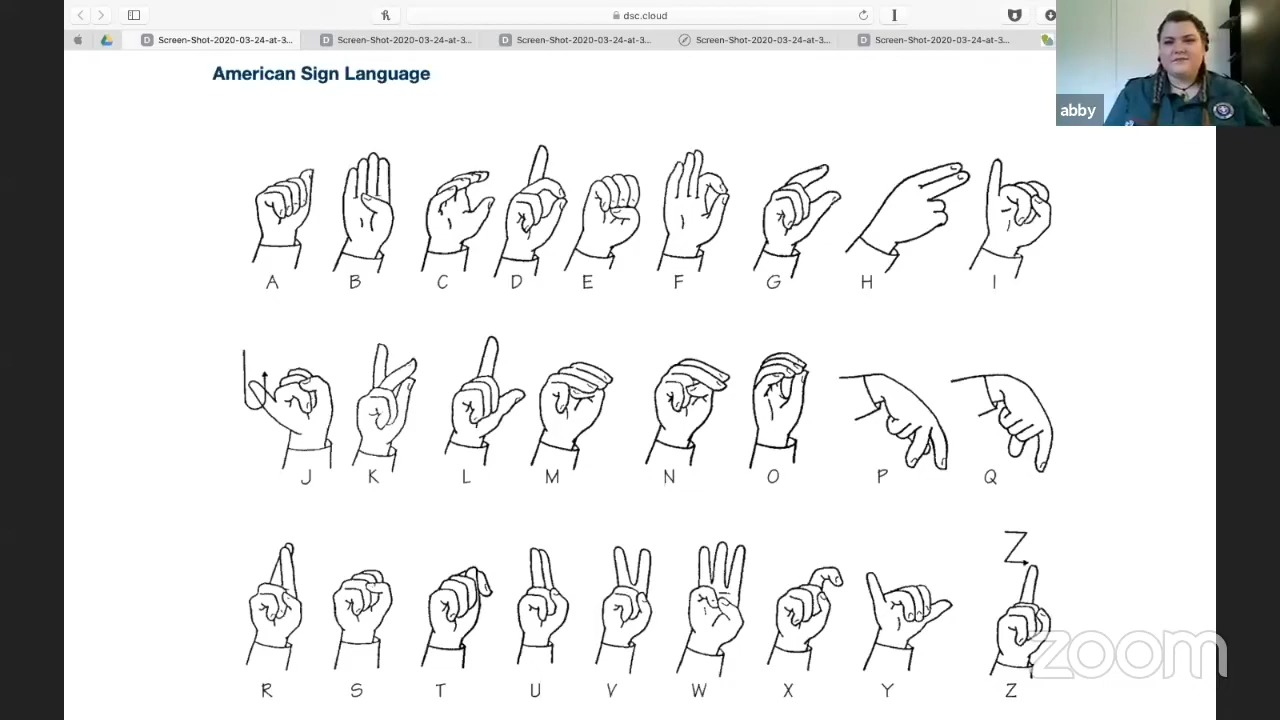 dsc.cloud
Screen-Shot-2020-03-24-at-3...
Screen-Shot-2020-03-24-at-3...
Screen-Shot-2020-03-24-at-3...
Screen-Shot-2020-03-24-at-3...
Screen-Shot-2020-03-24-at-3...
abby
American Sign Language
A B C D E F G H I
J K L M N O P Q
Z
R S T U V W X Y Z
zoom